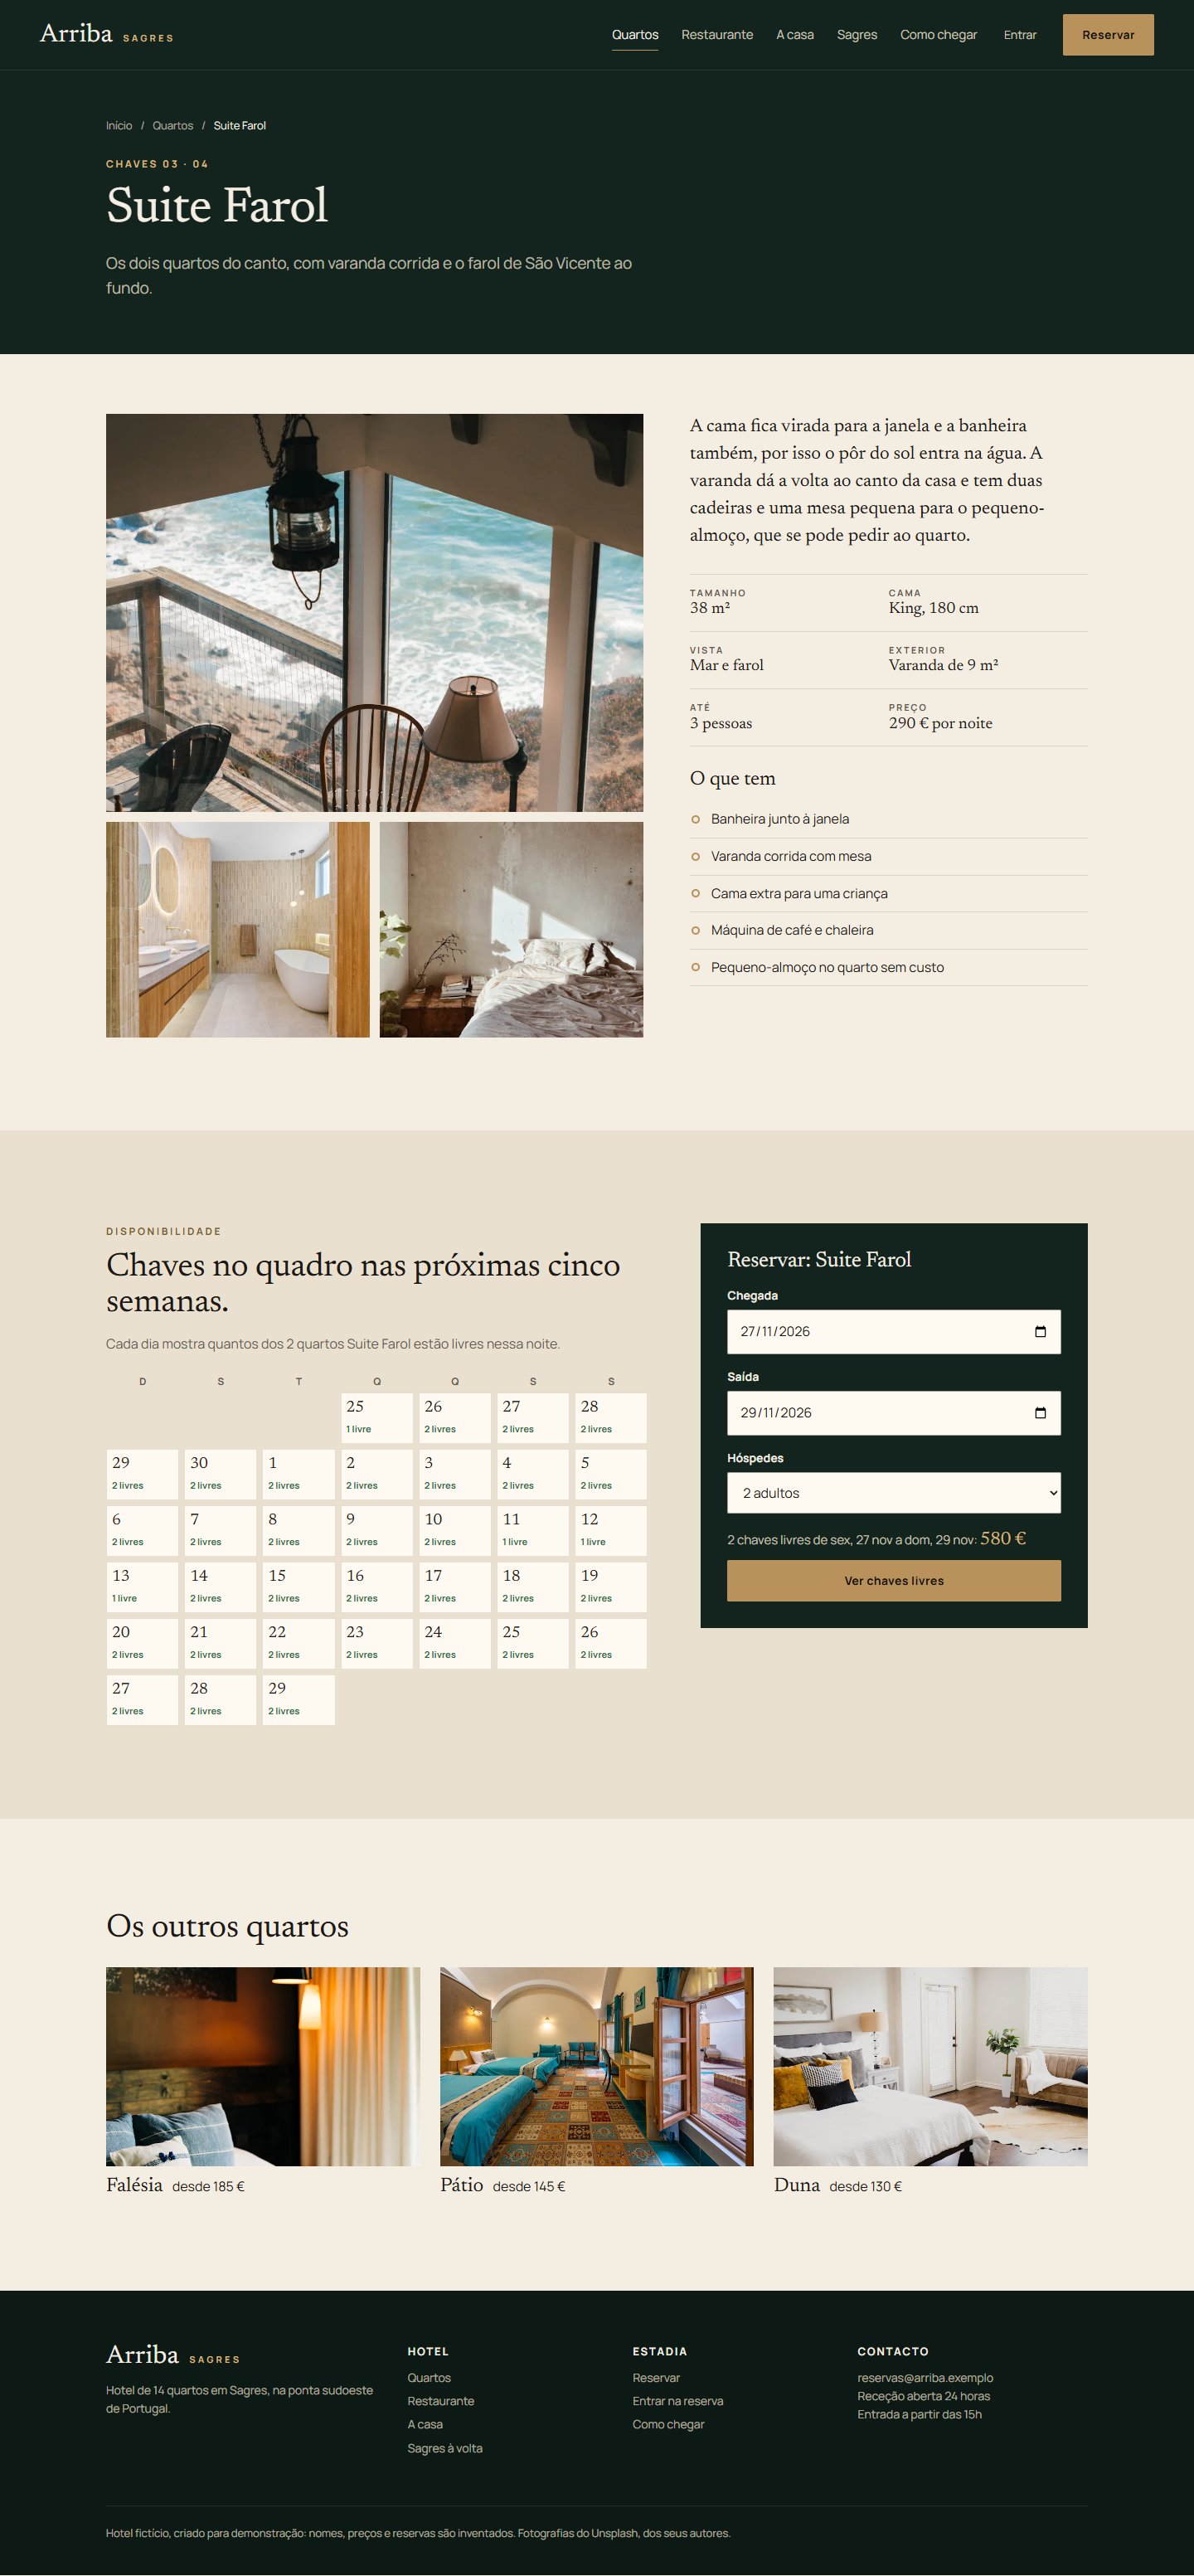 Arriba SAGRES
Quartos Restaurante A casa Sagres Como chegar Entrar Reservar
Início / Quartos / Suite Farol
CHAVES 03 · 04
Suite Farol
Os dois quartos do canto, com varanda corrida e o farol de São Vicente ao
fundo.
A cama fica virada para a janela e a banheira
também, por isso o pôr do sol entra na água. A
varanda dá a volta ao canto da casa e tem duas
cadeiras e uma mesa pequena para o pequeno-
almoço, que se pode pedir ao quarto.
TAMANHO CAMA
38 m² King, 180 cm
VISTA EXTERIOR
Mar e farol Varanda de 9 m²
ATÉ PREÇO
3 pessoas 290 € por noite
O que tem
Banheira junto à janela
Varanda corrida com mesa
Cama extra para uma criança
Máquina de café e chaleira
Pequeno-almoço no quarto sem custo
DISPONIBILIDADE
Chaves no quadro nas próximas cinco
semanas.
Cada dia mostra quantos dos 2 quartos Suite Farol estão livres nessa noite.
D S T Q Q S S
25 26 27 28
1 livre 2 livres 2 livres 2 livres
29 30 1 2 3 4 5
2 livres 2 livres 2 livres 2 livres 2 livres 2 livres 2 livres
6 7 8 9 10 11 12
2 livres 2 livres 2 livres 2 livres 2 livres 1 livre 1 livre
13 14 15 16 17 18 19
1 livre 2 livres 2 livres 2 livres 2 livres 2 livres 2 livres
20 21 22 23 24 25 26
2 livres 2 livres 2 livres 2 livres 2 livres 2 livres 2 livres
27 28 29
2 livres 2 livres 2 livres
Reservar: Suite Farol
Chegada
27/11/2026
Saída
29/11/2026
Hóspedes
2 adultos
2 chaves livres de sex, 27 nov a dom, 29 nov: 580 €
Ver chaves livres
Os outros quartos
Falésia desde 185 €
Pátio desde 145 €
Duna desde 130 €
Arriba SAGRES
Hotel de 14 quartos em Sagres, na ponta sudoeste
de Portugal.
HOTEL
Quartos
Restaurante
A casa
Sagres à volta
ESTADIA
Reservar
Entrar na reserva
Como chegar
CONTACTO
reservas@arriba.exemplo
Receção aberta 24 horas
Entrada a partir das 15h
Hotel fictício, criado para demonstração: nomes, preços e reservas são inventados. Fotografias do Unsplash, dos seus autores.